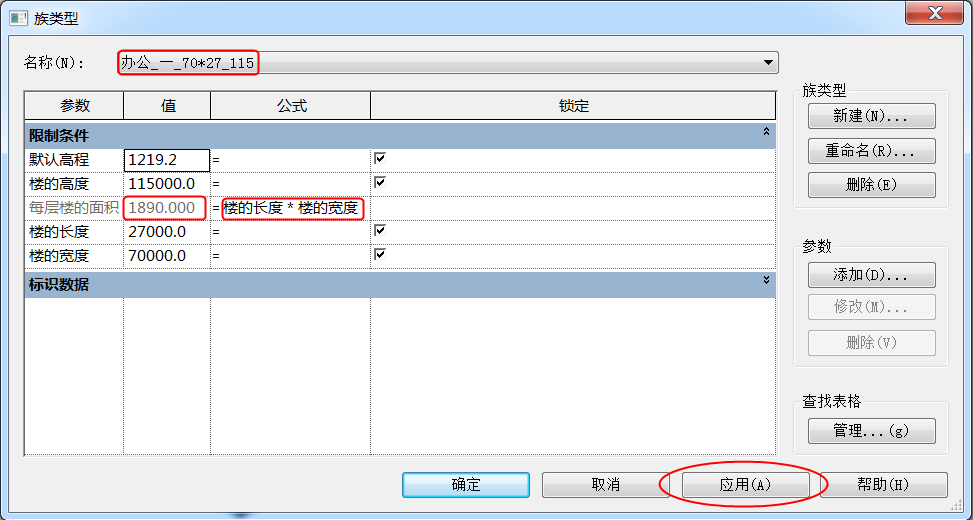 族类型
名称(N)：
办公_一_70*27_115
参数 值 公式 锁定
限制条件
默认高程 1219.2 =
楼的高度 115000.0 =
每层楼的面积 1890.000 = 楼的长度 * 楼的宽度
楼的长度 27000.0 =
楼的宽度 70000.0 =
标识数据
族类型
新建(N)...
重命名(R)...
删除(E)
参数
添加(D)...
修改(M)...
删除(V)
查找表格
管理...(g)
确定
取消
应用(A)
帮助(H)